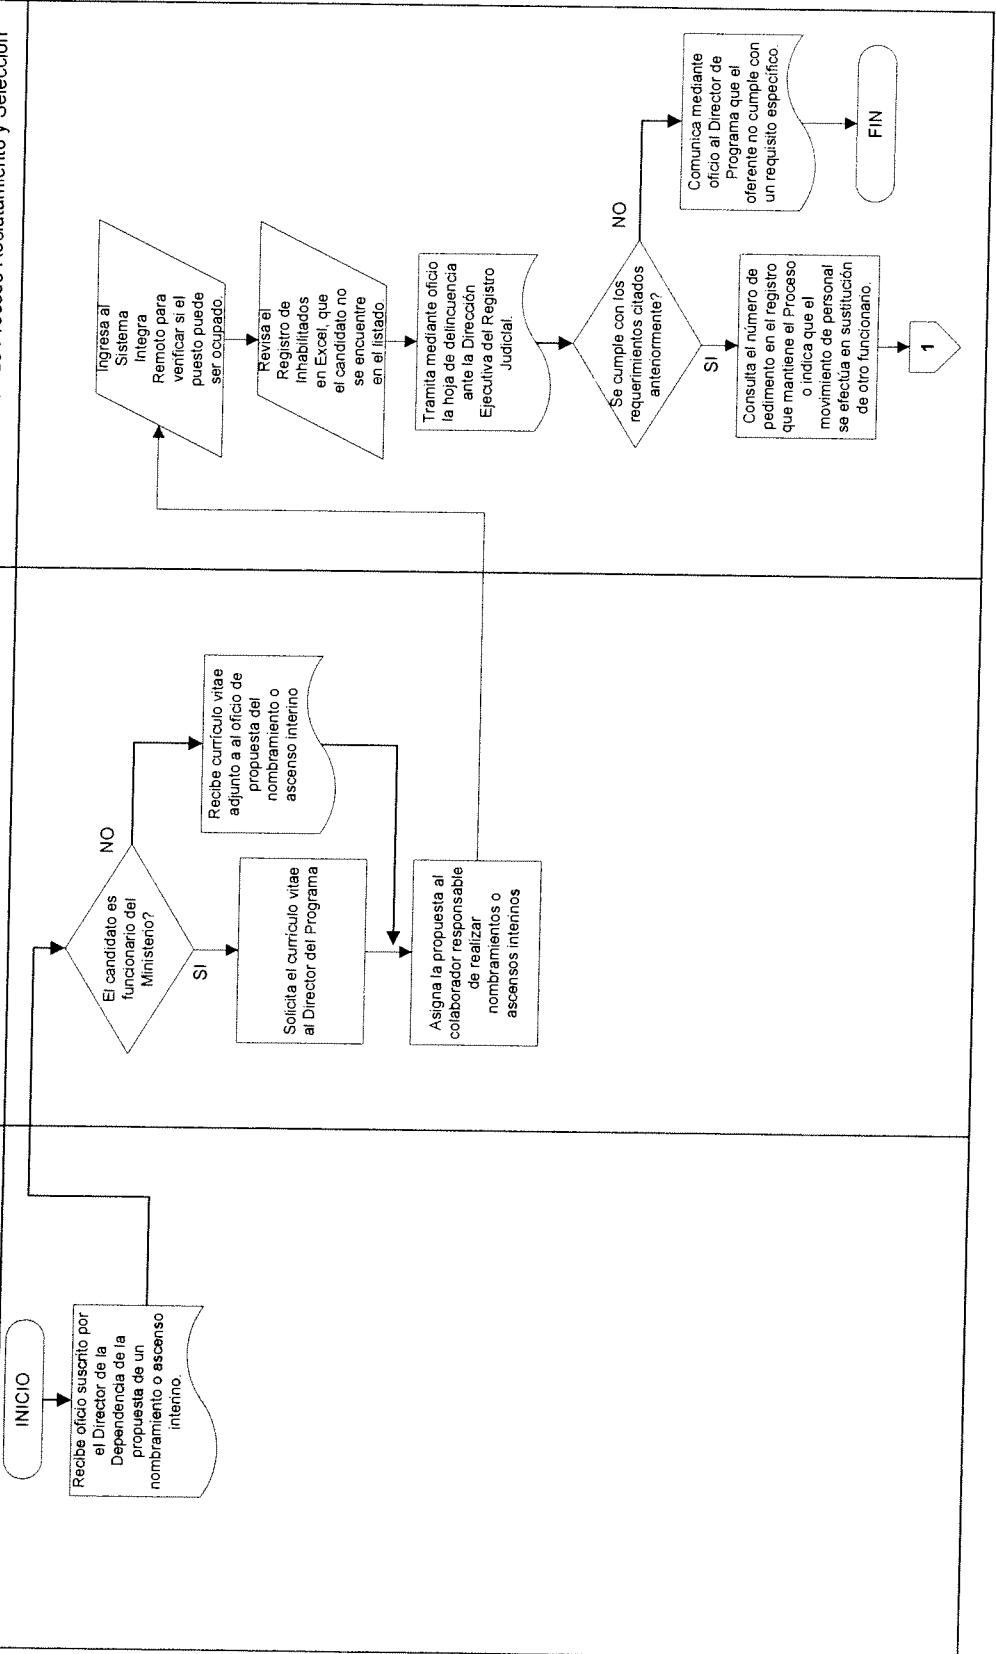 Reclutamiento y Selección
INICIO
Recibe oficio suscrito por
el Director de la
Dependencia de la
propuesta de un
nombramiento o ascenso
interino.
El candidato es
funcionario del
Ministerio?
NO
SI
Recibe currículo vitae
adjunto a al oficio de
propuesta del
nombramiento o
ascenso interino
Solicita el currículo vitae
al Director del Programa
Asigna la propuesta al
colaborador responsable
de realizar
nombramientos o
ascensos interinos
Ingresa al
Sistema
Integra
Remoto para
verificar si el
puesto puede
ser ocupado.
Revisa el
Registro de
Inhabilitados
en Excel, que
el candidato no
se encuentre
en el listado.
Tramita mediante oficio
la hoja de delincuencia
ante la Dirección
Ejecutiva del Registro
Judicial.
Se cumple con los
requerimientos citados
anteriormente?
NO
SI
Comunica mediante
oficio al Director de
Programa que el
oferente no cumple con
un requisito específico.
FIN
Consulta el número de
pedimento en el registro
que mantiene el Proceso
o indica que el
movimiento de personal
se efectúa en sustitución
de otro funcionario.
1